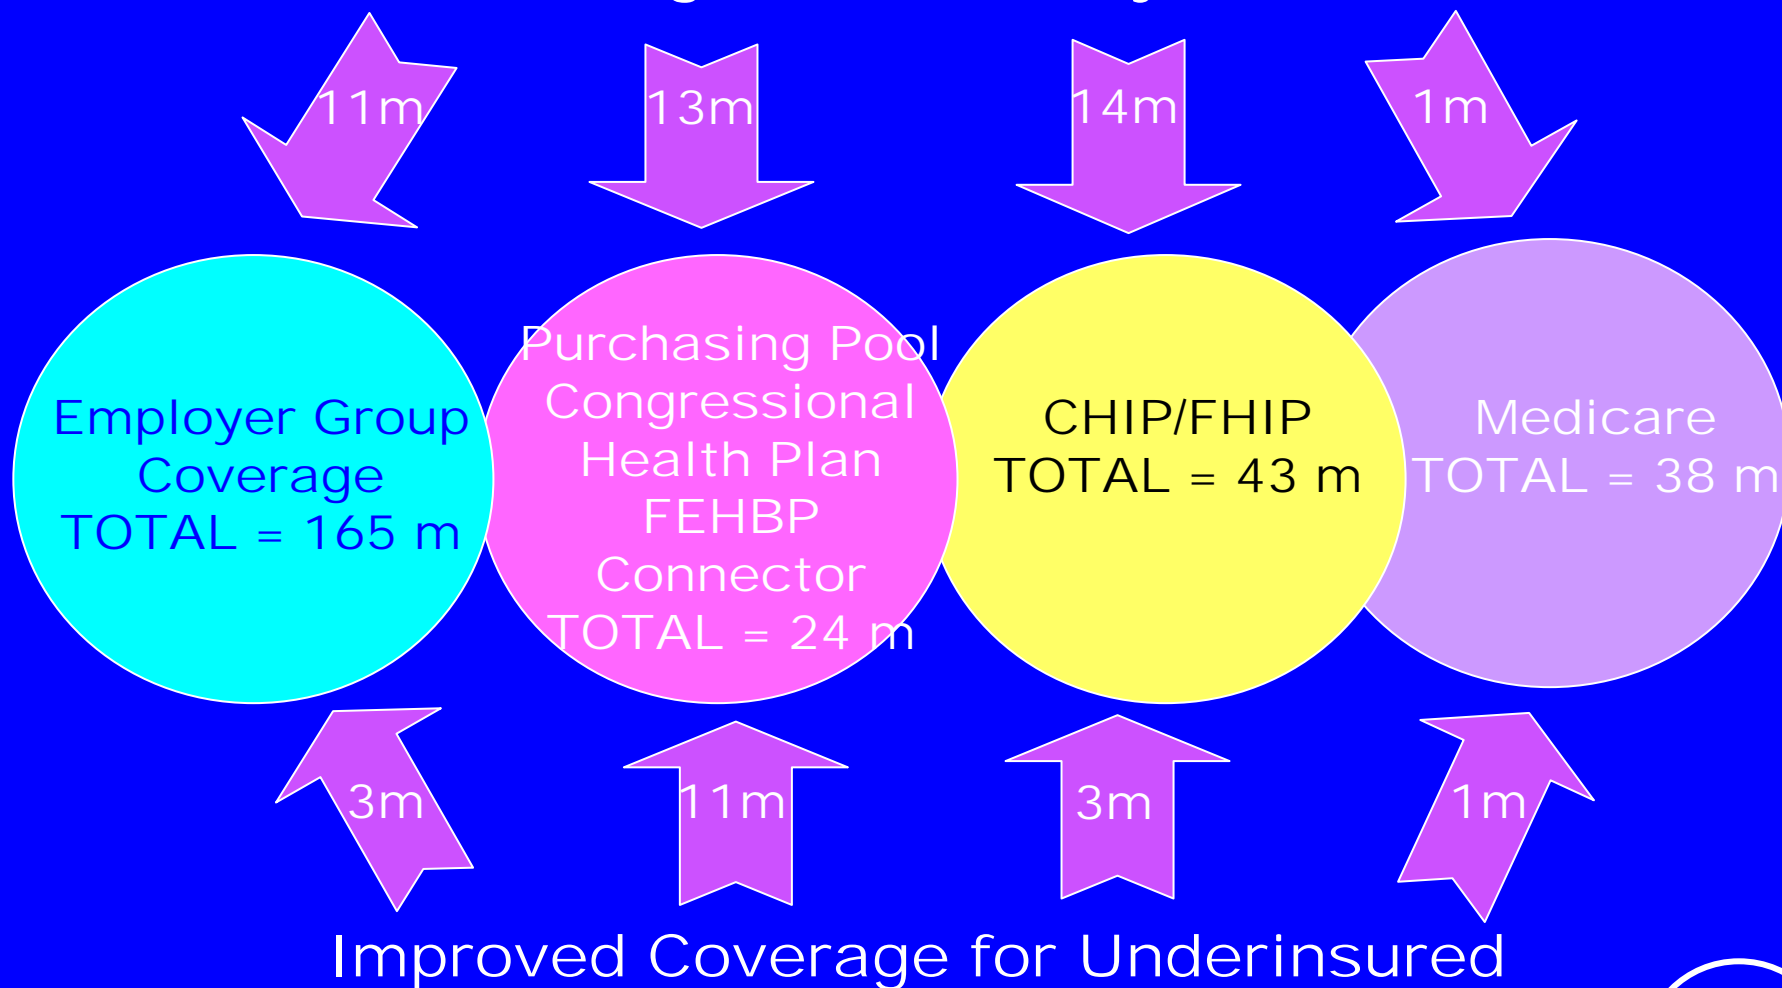 11m
13m
14m
1m
Employer Group
Coverage
TOTAL = 165 m
Purchasing Pool
Congressional
Health Plan
FEHBP
Connector
TOTAL = 24 m
CHIP/FHIP
TOTAL = 43 m
Medicare
TOTAL = 38 m
3m
11m
3m
1m
Improved Coverage for Underinsured